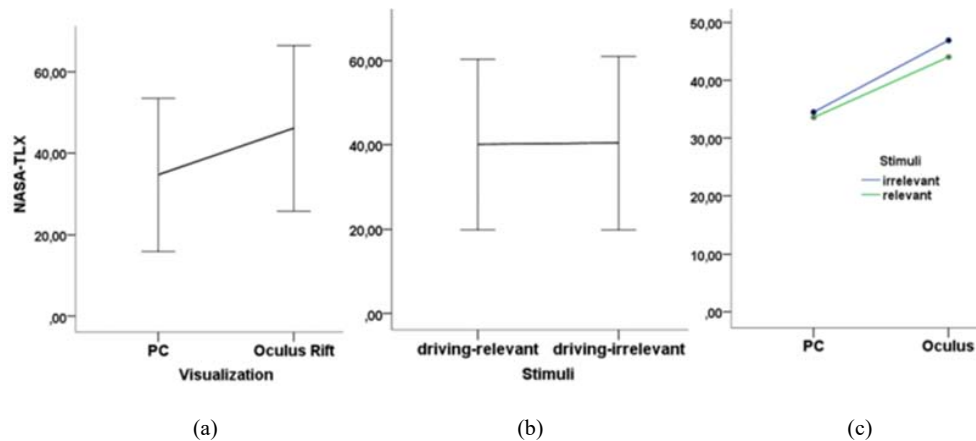 NASA-TLX
60,00
40,00
20,00
,00
PC
Oculus Rift
Visualization
(a)
60,00
40,00
20,00
,00
driving-relevant
driving-irrelevant
Stimuli
(b)
50,00
40,00
30,00
20,00
10,00
,00
Stimuli
irrelevant
relevant
PC
Oculus
(c)